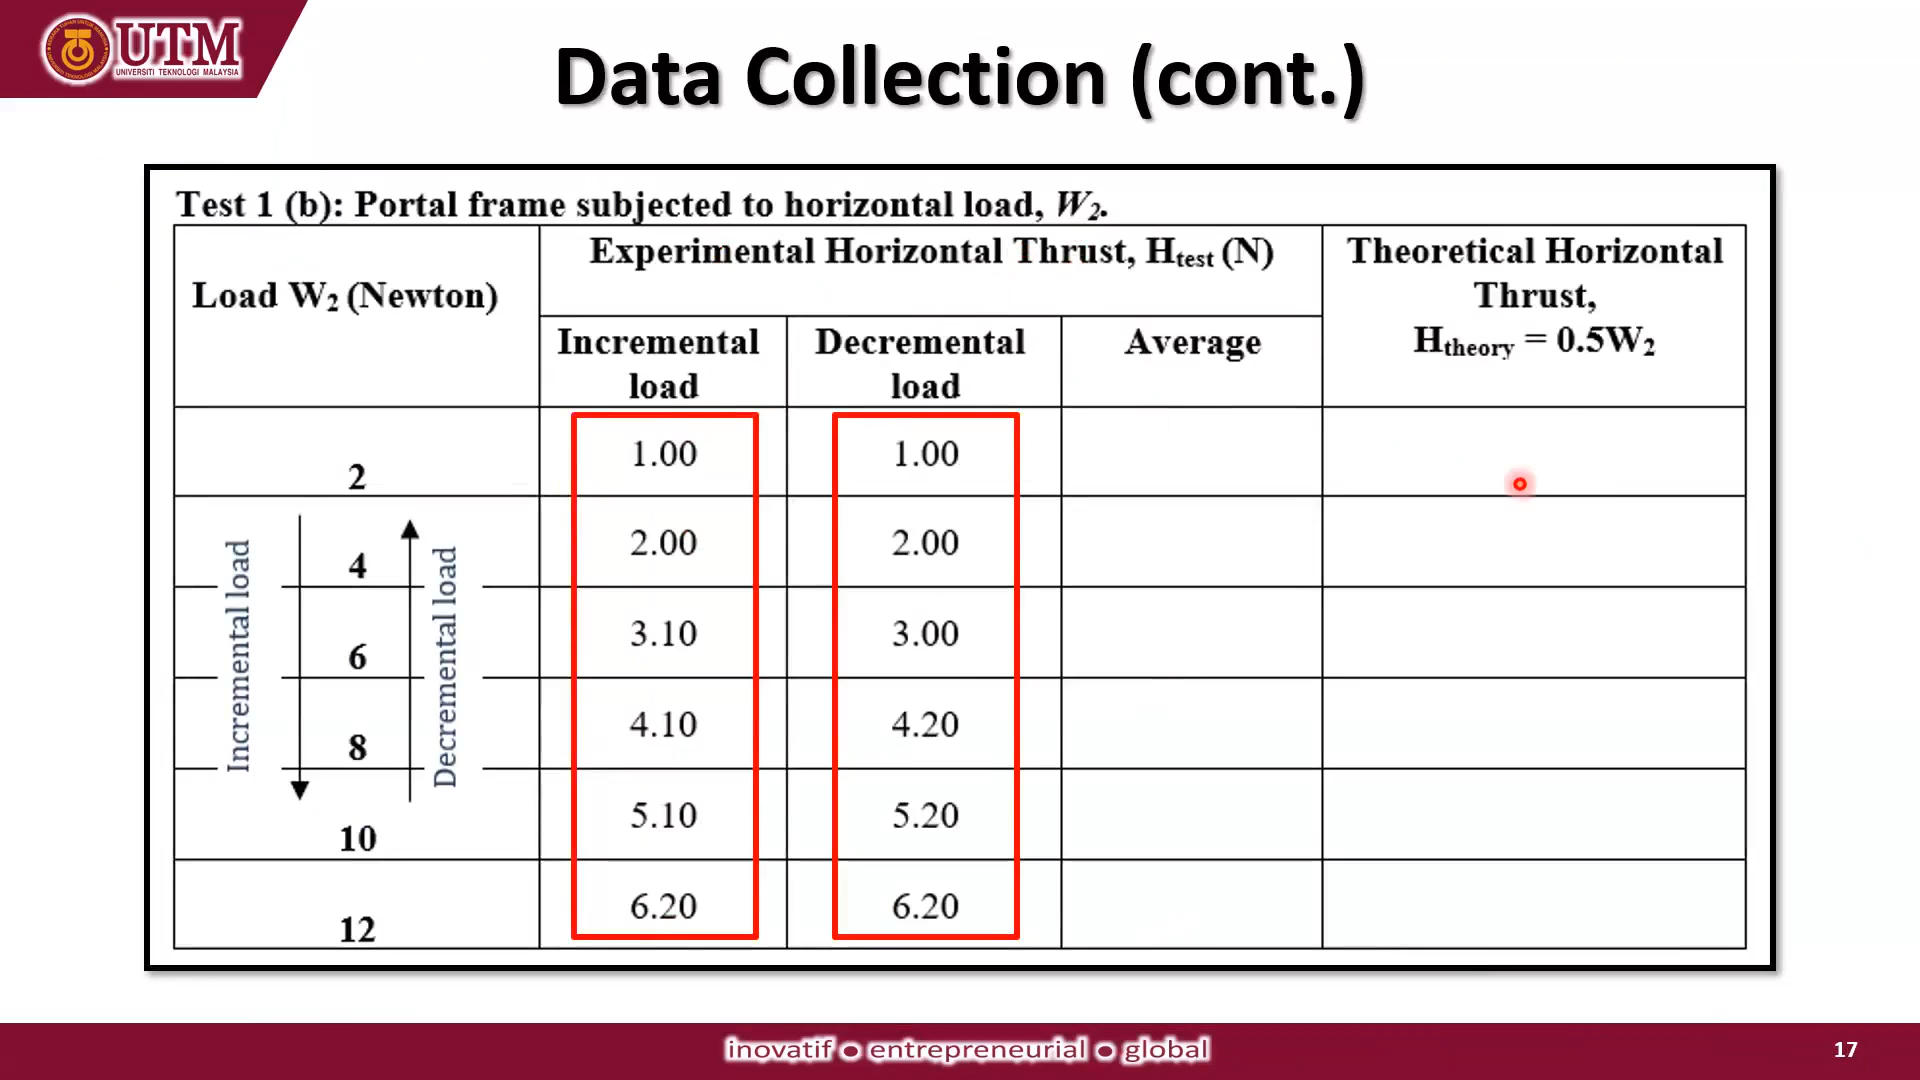 UTM
UNIVERSITI TEKNOLOGI MALAYSIA
Data Collection (cont.)
Test 1 (b): Portal frame subjected to horizontal load, W₂.
Load W₂ (Newton)
Experimental Horizontal Thrust, Htest (N)
Theoretical Horizontal
Thrust,
Htheory = 0.5W₂
Incremental
load
Decremental
load
Average
2 1.00 1.00
4 2.00 2.00
6 3.10 3.00
8 4.10 4.20
10 5.10 5.20
12 6.20 6.20
Incremental load
Decremental load
inovatif ● entrepreneurial ● global
17